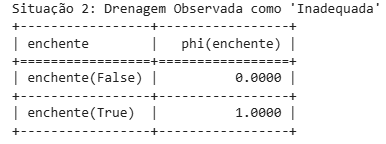 Situação 2: Drenagem Observada como 'Inadequada'
+-----------------+-----------------+
| enchente        |   phi(enchente) |
+=================+=================+
| enchente(False) |          0.0000 |
+-----------------+-----------------+
| enchente(True)  |          1.0000 |
+-----------------+-----------------+